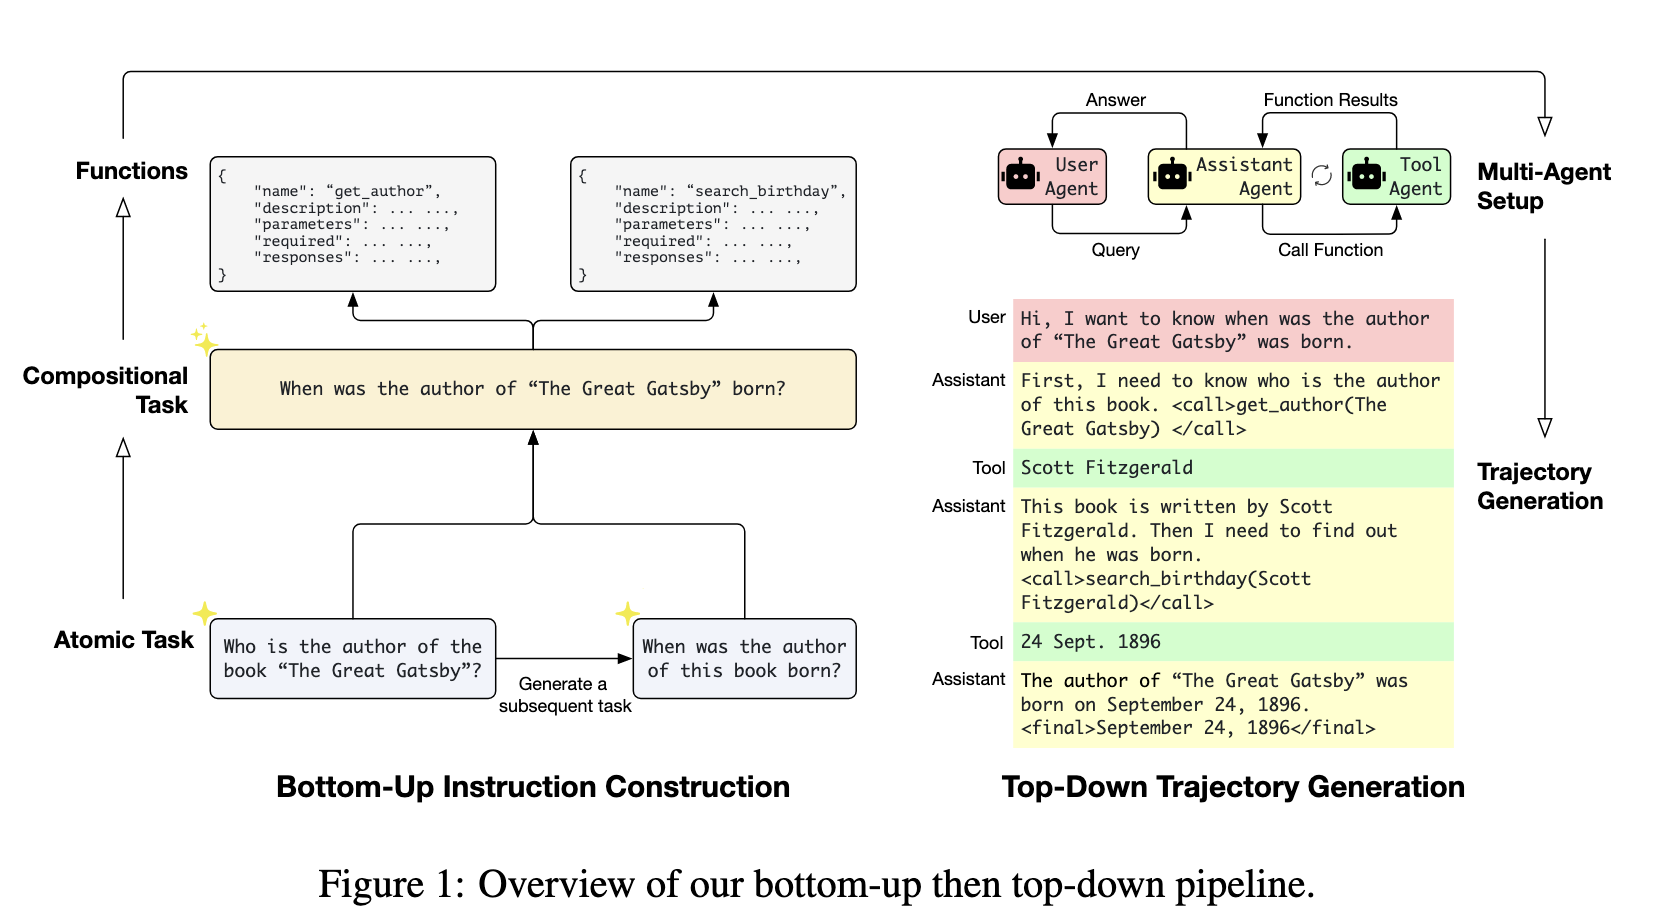 Functions
{
"name": “get_author”,
"description": ... ...,
"parameters": ... ...,
"required": ... ...,
"responses": ... ...,
}
{
"name": “search_birthday”,
"description": ... ...,
"parameters": ... ...,
"required": ... ...,
"responses": ... ...,
}
Compositional
Task
When was the author of “The Great Gatsby” born?
Atomic Task
Who is the author of the
book “The Great Gatsby”?
Generate a
subsequent task
When was the author
of this book born?
Bottom-Up Instruction Construction
Answer
Function Results
User
Agent
Assistant
Agent
Tool
Agent
Query
Call Function
Multi-Agent
Setup
User
Hi, I want to know when was the author
of “The Great Gatsby” was born.
Assistant
First, I need to know who is the author
of this book. <call>get_author(The
Great Gatsby) </call>
Tool
Scott Fitzgerald
Assistant
This book is written by Scott
Fitzgerald. Then I need to find out
when he was born.
<call>search_birthday(Scott
Fitzgerald)</call>
Tool
24 Sept. 1896
Assistant
The author of “The Great Gatsby” was
born on September 24, 1896.
<final>September 24, 1896</final>
Trajectory
Generation
Top-Down Trajectory Generation
Figure 1: Overview of our bottom-up then top-down pipeline.